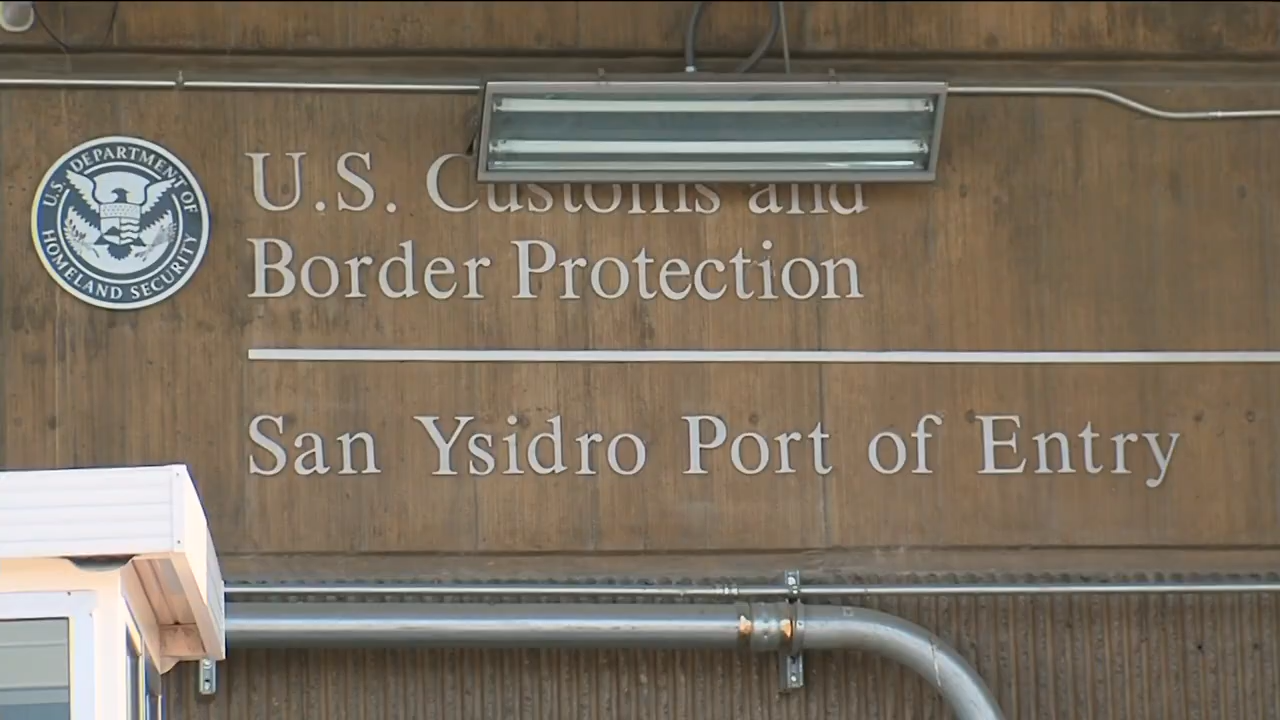 U.S. DEPARTMENT OF
HOMELAND SECURITY
U.S. Customs and
Border Protection
San Ysidro Port of Entry